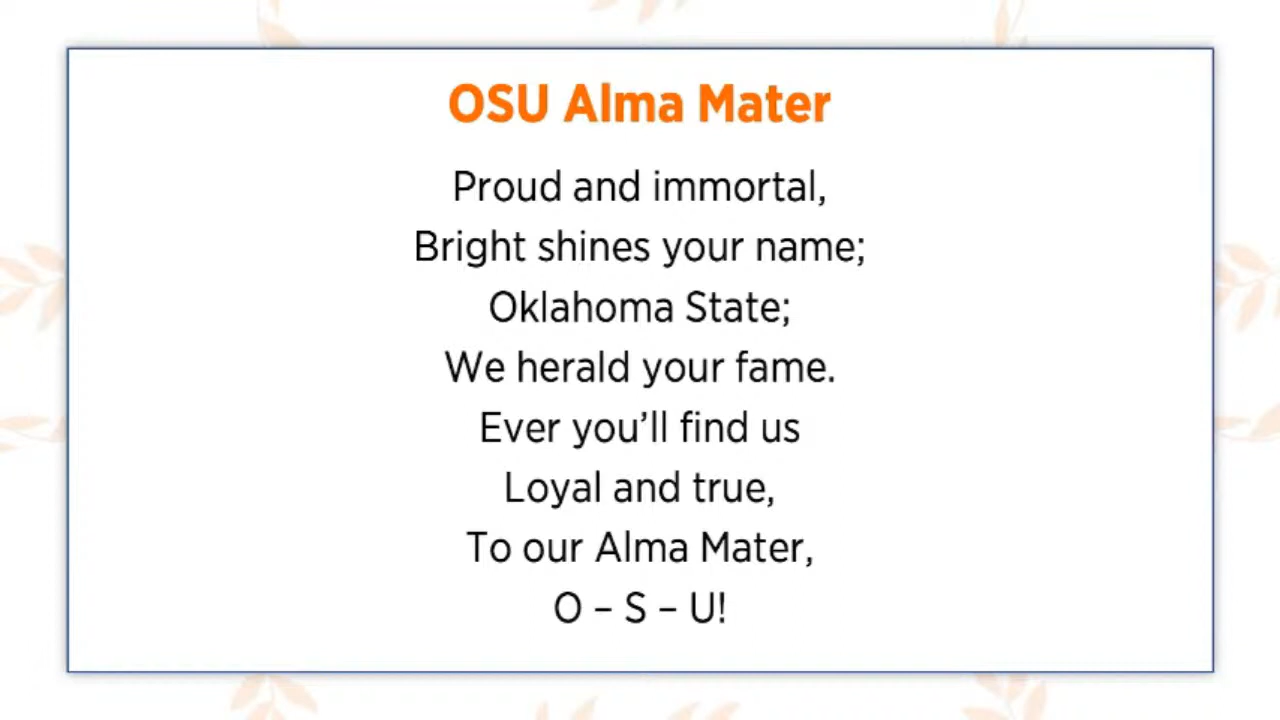 OSU Alma Mater
Proud and immortal,
Bright shines your name;
Oklahoma State;
We herald your fame.
Ever you’ll find us
Loyal and true,
To our Alma Mater,
O – S – U!